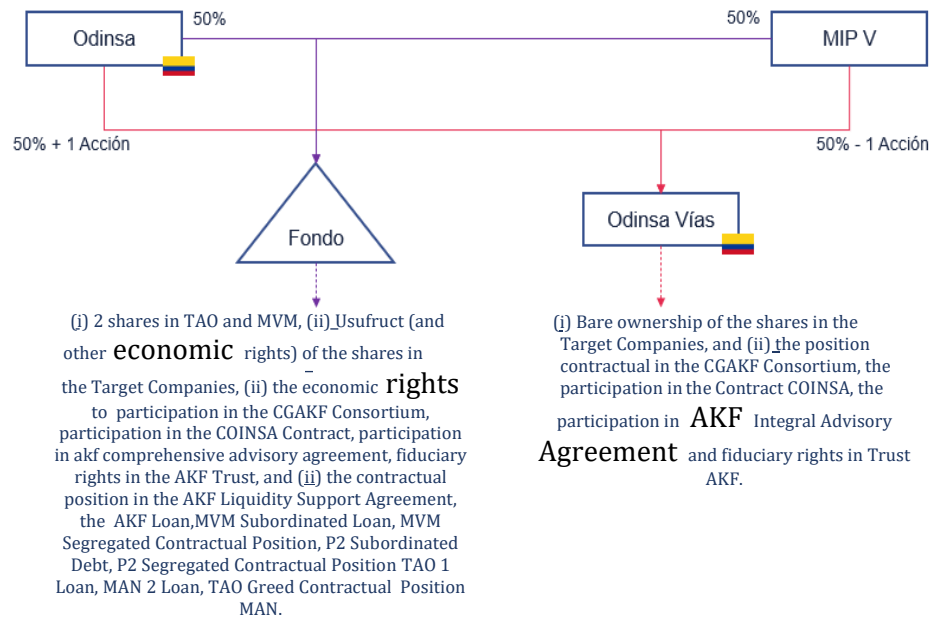 50%
50%
Odinsa
MIP V
50% + 1 Acción
50% - 1 Acción
Fondo
Odinsa Vías
(i) 2 shares in TAO and MVM, (ii) Usufruct (and
other economic rights) of the shares in
the Target Companies, (ii) the economic rights
to participation in the CGAKF Consortium,
participation in the COINSA Contract, participation
in akf comprehensive advisory agreement, fiduciary
rights in the AKF Trust, and (ii) the contractual
position in the AKF Liquidity Support Agreement,
the AKF Loan,MVM Subordinated Loan, MVM
Segregated Contractual Position, P2 Subordinated
Debt, P2 Segregated Contractual Position TAO 1
Loan, MAN 2 Loan, TAO Greed Contractual Position
MAN.
(i) Bare ownership of the shares in the
Target Companies, and (ii) the position
contractual in the CGAKF Consortium, the
participation in the Contract COINSA, the
participation in AKF Integral Advisory
Agreement and fiduciary rights in Trust
AKF.